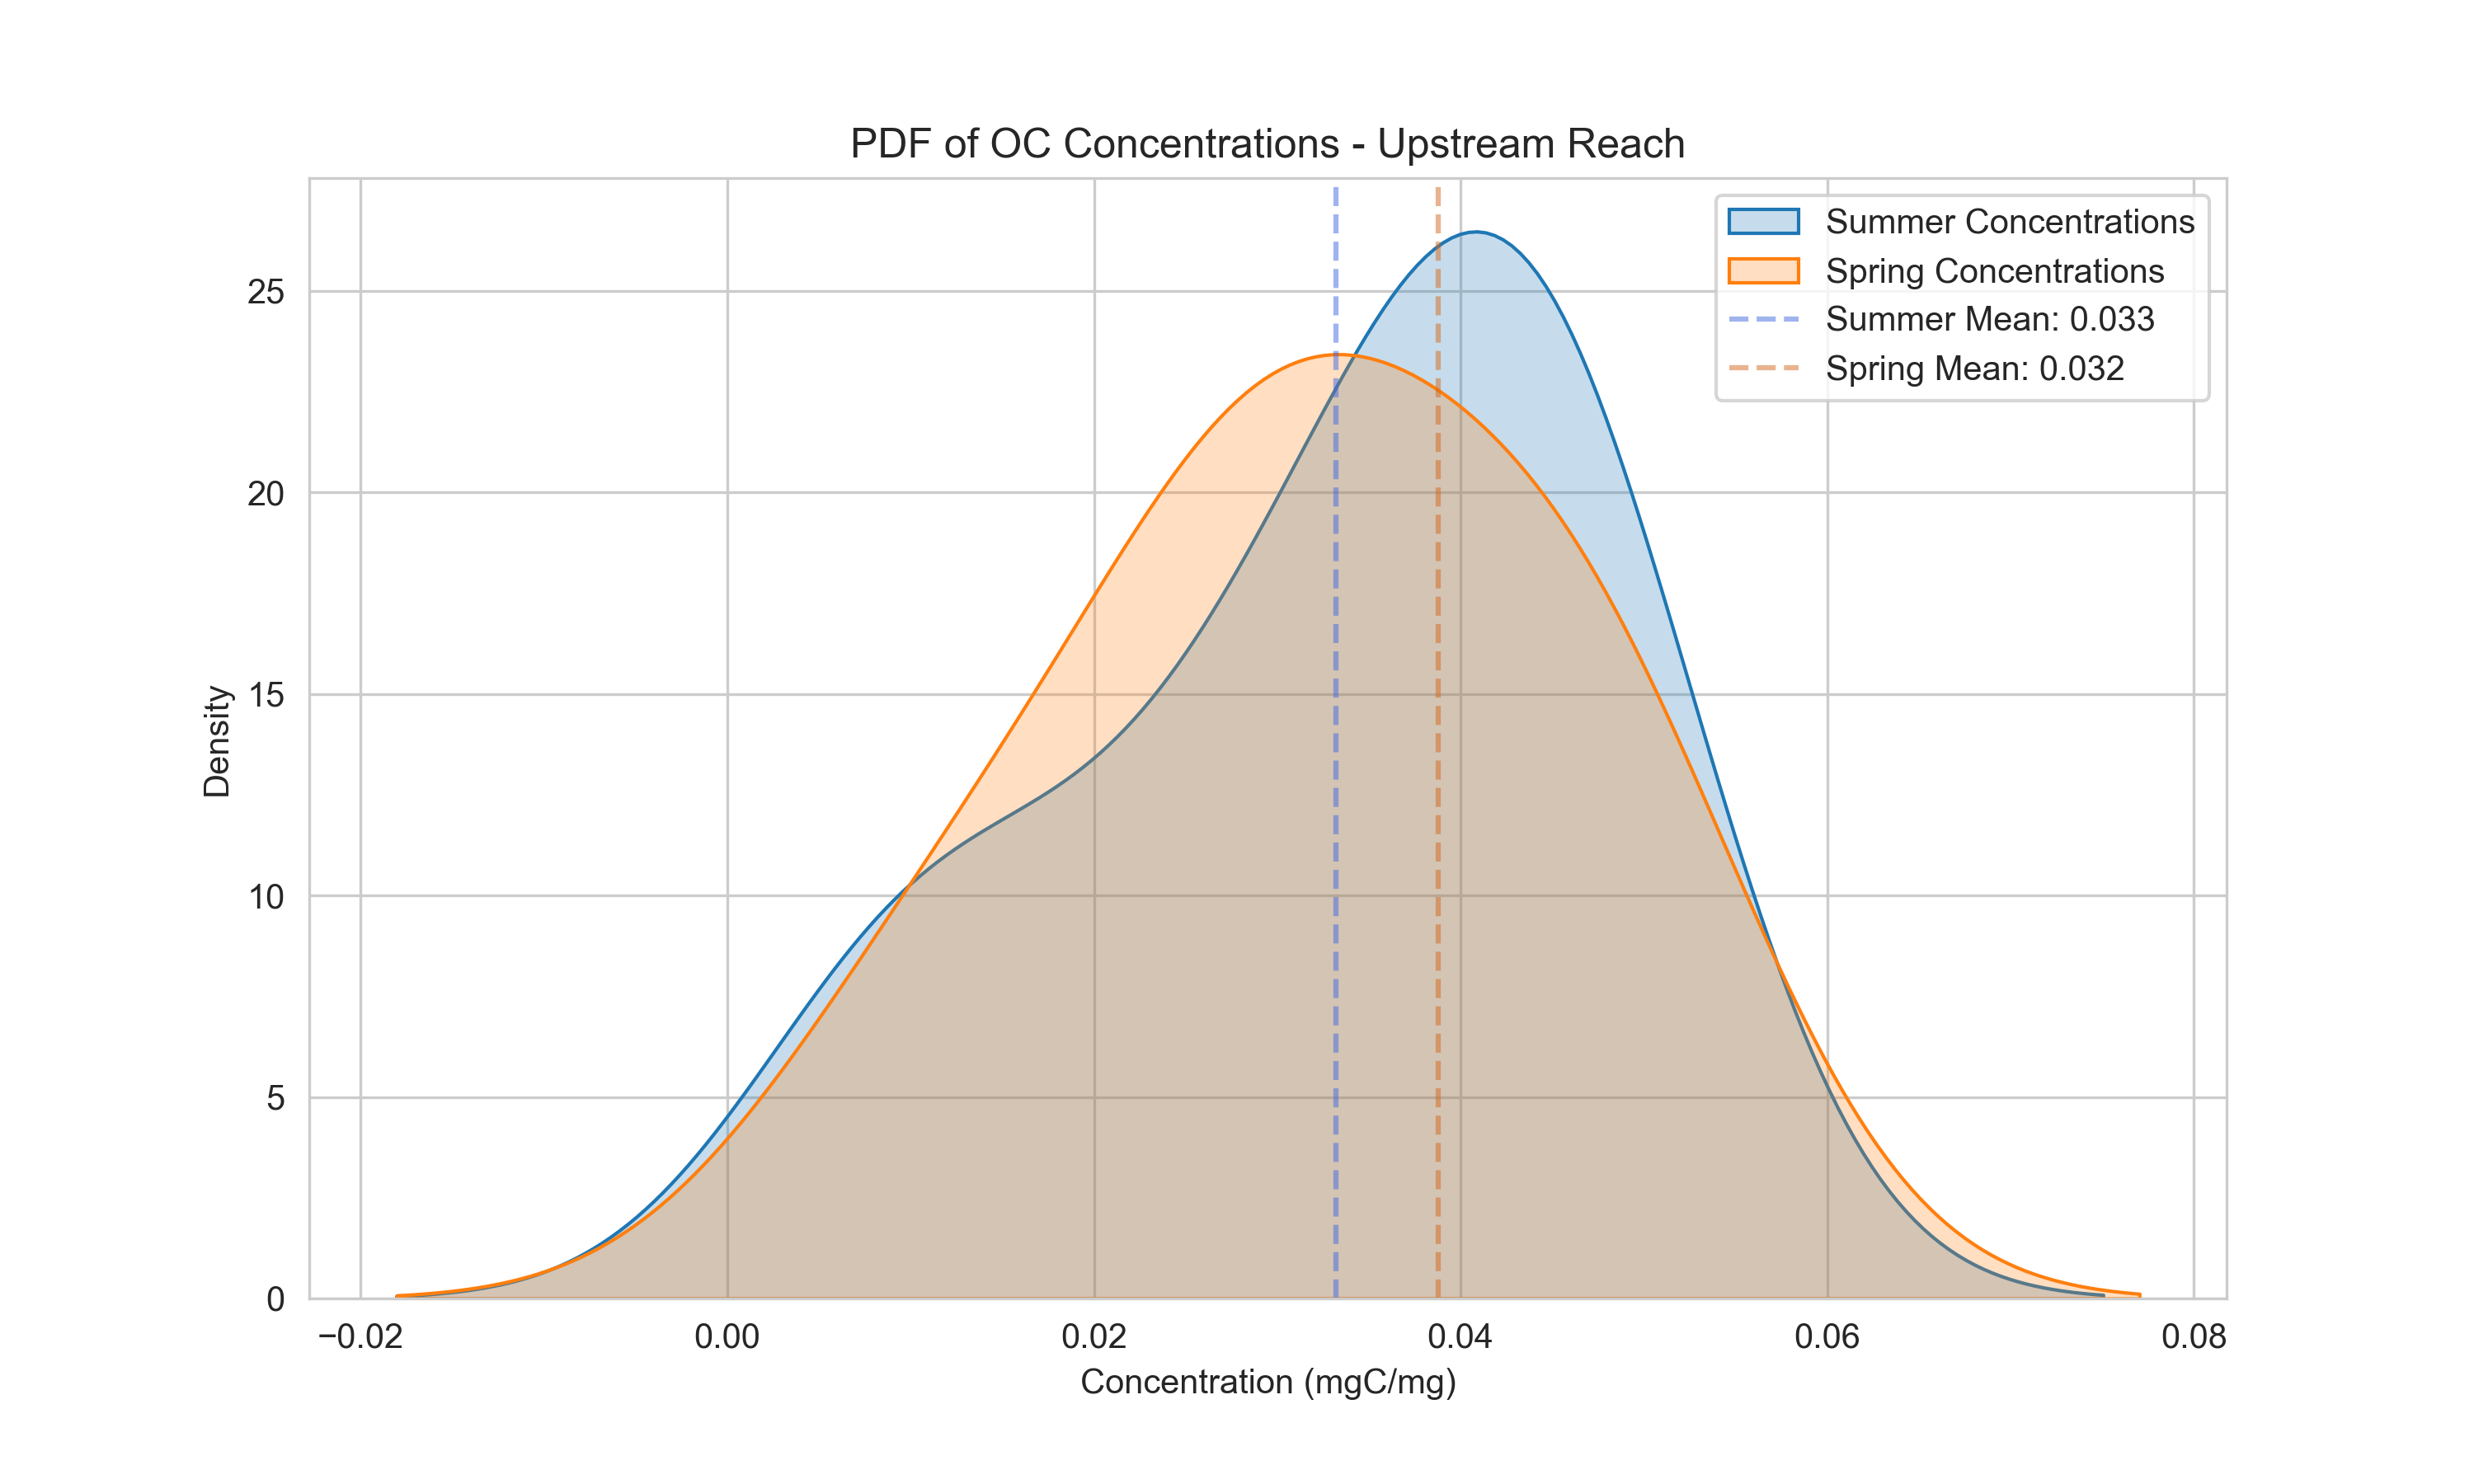 PDF of OC Concentrations - Upstream Reach
Summer Concentrations
Spring Concentrations
Summer Mean: 0.033
Spring Mean: 0.032
25
20
15
10
5
0
Density
−0.02 0.00 0.02 0.04 0.06 0.08
Concentration (mgC/mg)